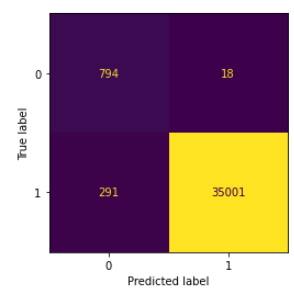 794 18
0
291 35001
1
0 1
True label
Predicted label